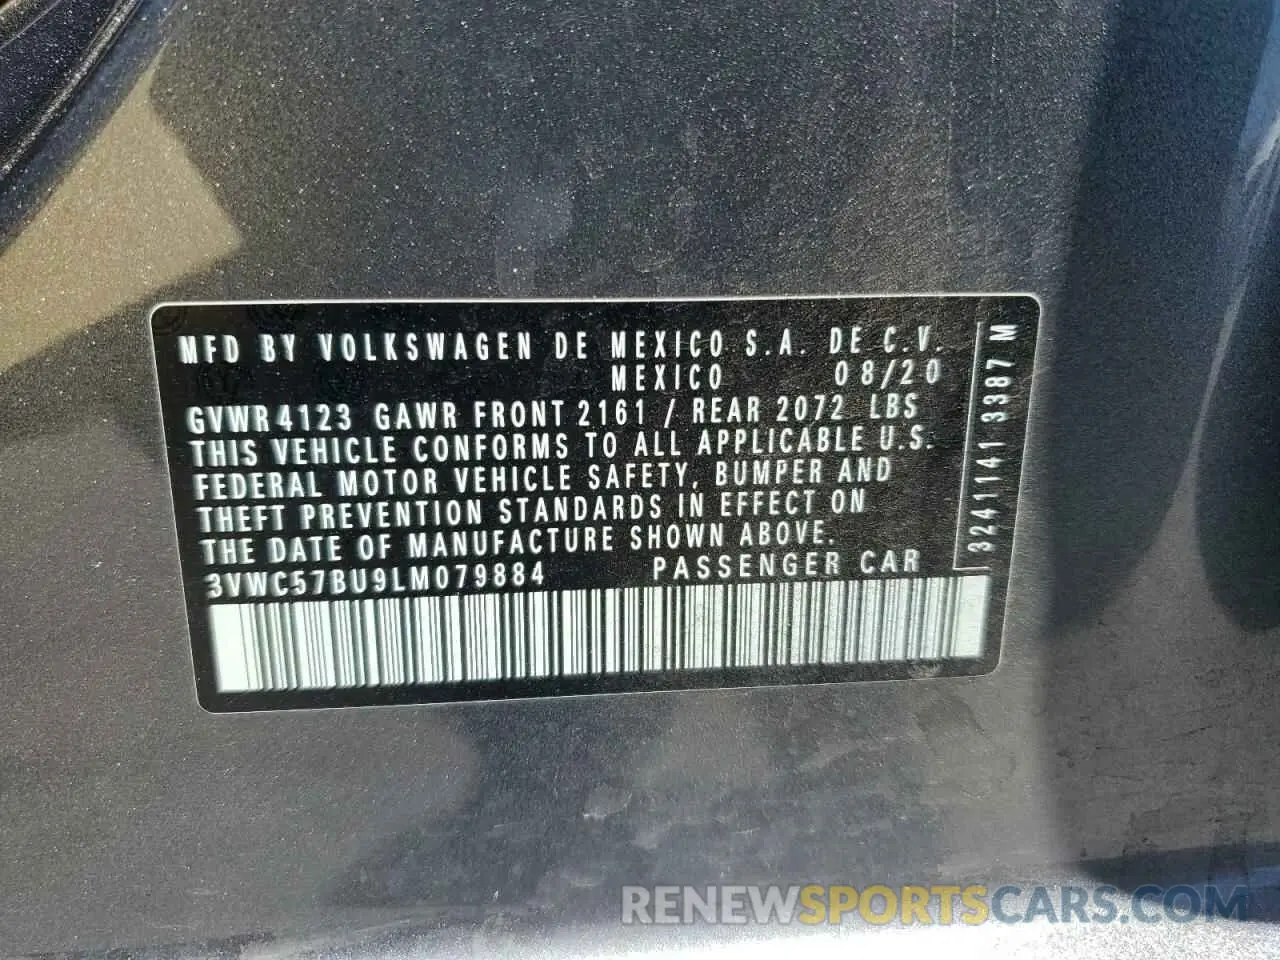 MFD BY VOLKSWAGEN DE MEXICO S.A. DE C.V.
MEXICO 08/20
GVWR 4123 GAWR FRONT 2161 / REAR 2072 LBS
THIS VEHICLE CONFORMS TO ALL APPLICABLE U.S.
FEDERAL MOTOR VEHICLE SAFETY, BUMPER AND
THEFT PREVENTION STANDARDS IN EFFECT ON
THE DATE OF MANUFACTURE SHOWN ABOVE.
3VWC57BU9LM079884 PASSENGER CAR
3241141 3387 M
RENEWSPORTSCARS.COM